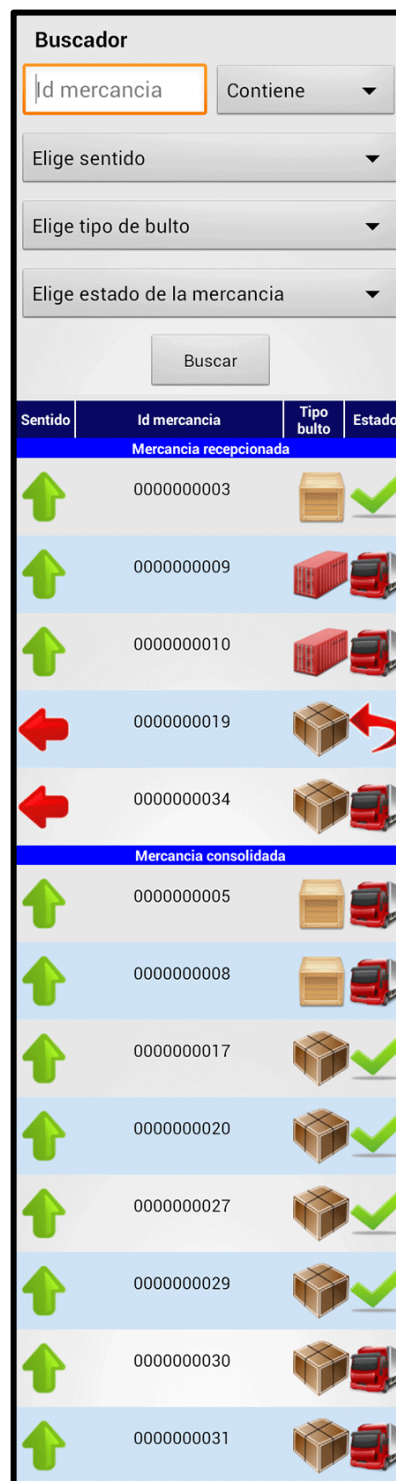 Buscador
Id mercancia
Contiene
Elige sentido
Elige tipo de bulto
Elige estado de la mercancia
Buscar
Sentido Id mercancia Tipo bulto Estado
Mercancia recepcionada
0000000003
0000000009
0000000010
0000000019
0000000034
Mercancia consolidada
0000000005
0000000008
0000000017
0000000020
0000000027
0000000029
0000000030
0000000031